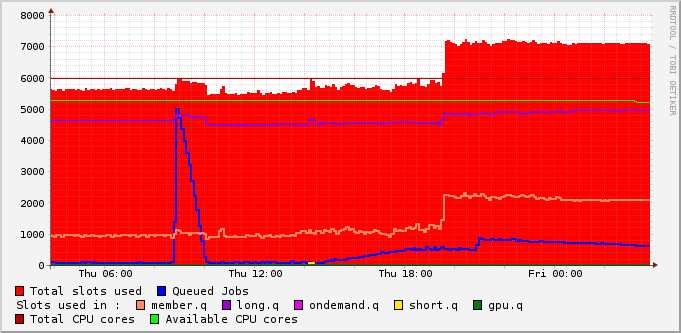 8000
7000
6000
5000
4000
3000
2000
1000
0
Thu 06:00 Thu 12:00 Thu 18:00 Fri 00:00
RRDTOOL / TOBI OETIKER
Total slots used Queued Jobs
Slots used in : member.q long.q ondemand.q short.q gpu.q
Total CPU cores Available CPU cores